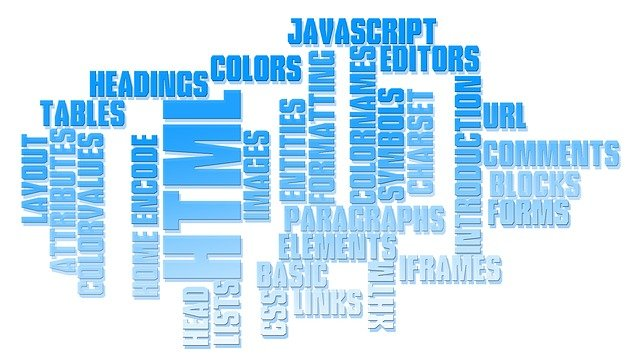 JAVASCRIPT
EDITORS
COLORS
HEADINGS
TABLES
LAYOUT
ATTRIBUTES
COLORVALUES
HOME
ENCODE
HTML
IMAGES
ENTITIES
FORMATTING
COLORNAMES
SYMBOLS
CHARSET
INTRODUCTION
URL
COMMENTS
BLOCKS
FORMS
PARAGRAPHS
ELEMENTS
BASIC
IFRAMES
LINKS
CSS
XHTM
HEAD
LISTS